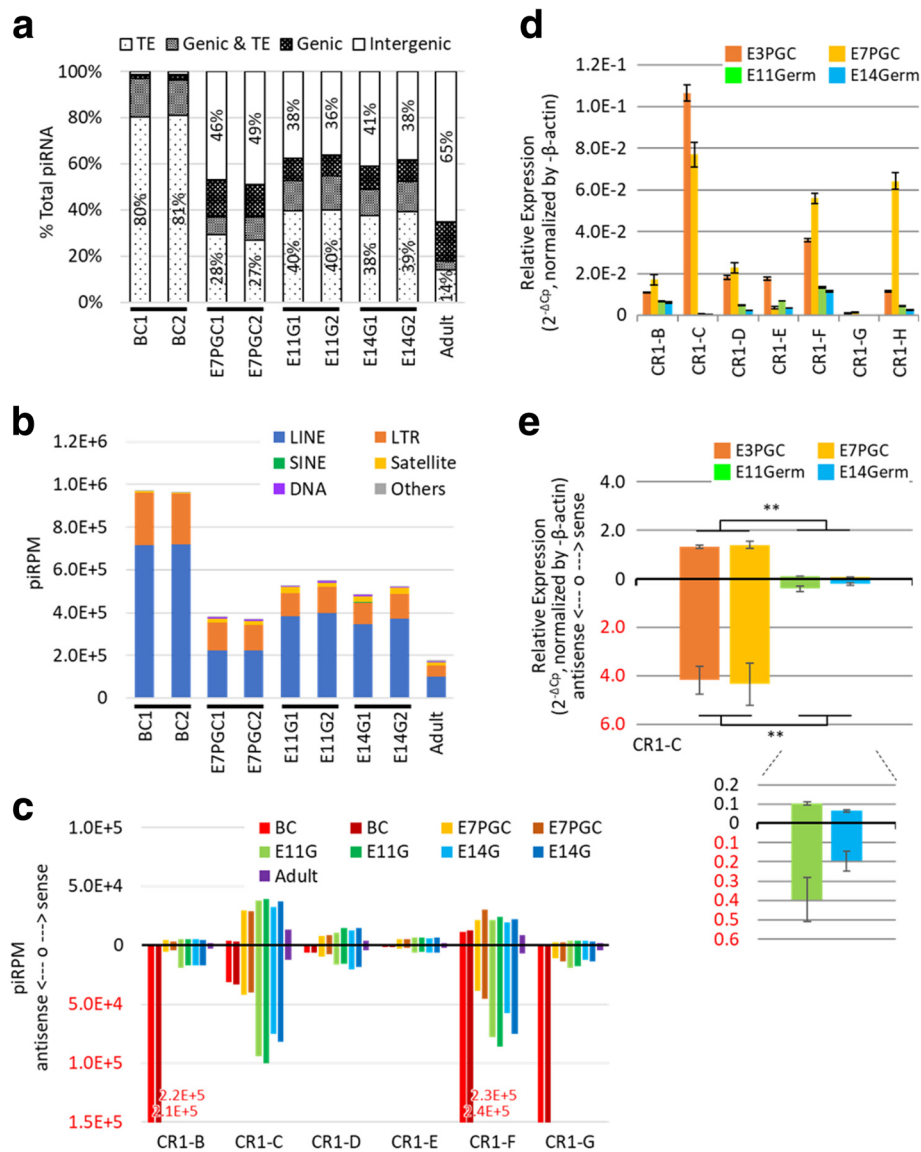 a
TE Genic & TE Genic Intergenic
% Total piRNA
100%
80%
60%
40%
20%
0%
80%
81%
46%
28%
49%
27%
38%
40%
36%
40%
41%
38%
38%
39%
65%
14%
BC1
BC2
E7PGC1
E7PGC2
E11G1
E11G2
E14G1
E14G2
Adult
b
LINE LTR
SINE Satellite
DNA Others
piRPM
1.2E+6
1.0E+6
8.0E+5
6.0E+5
4.0E+5
2.0E+5
0
BC1
BC2
E7PGC1
E7PGC2
E11G1
E11G2
E14G1
E14G2
Adult
c
BC BC E7PGC E7PGC
E11G E11G E14G E14G
Adult
piRPM
antisense <--- o ---> sense
1.0E+5
5.0E+4
0
5.0E+4
1.0E+5
1.5E+5
2.2E+5
2.1E+5
2.3E+5
2.4E+5
CR1-B CR1-C CR1-D CR1-E CR1-F CR1-G
d
E3PGC E7PGC
E11Germ E14Germ
Relative Expression
(2-ΔCp, normalized by -β-actin)
1.2E-1
1.0E-1
8.0E-2
6.0E-2
4.0E-2
2.0E-2
0
CR1-B
CR1-C
CR1-D
CR1-E
CR1-F
CR1-G
CR1-H
e
E3PGC E7PGC
E11Germ E14Germ
Relative Expression
(2-ΔCp, normalized by -β-actin)
antisense <--- o ---> sense
4.0
2.0
0
2.0
4.0
6.0
**
**
CR1-C
0.2
0.1
0
0.1
0.2
0.3
0.4
0.5
0.6